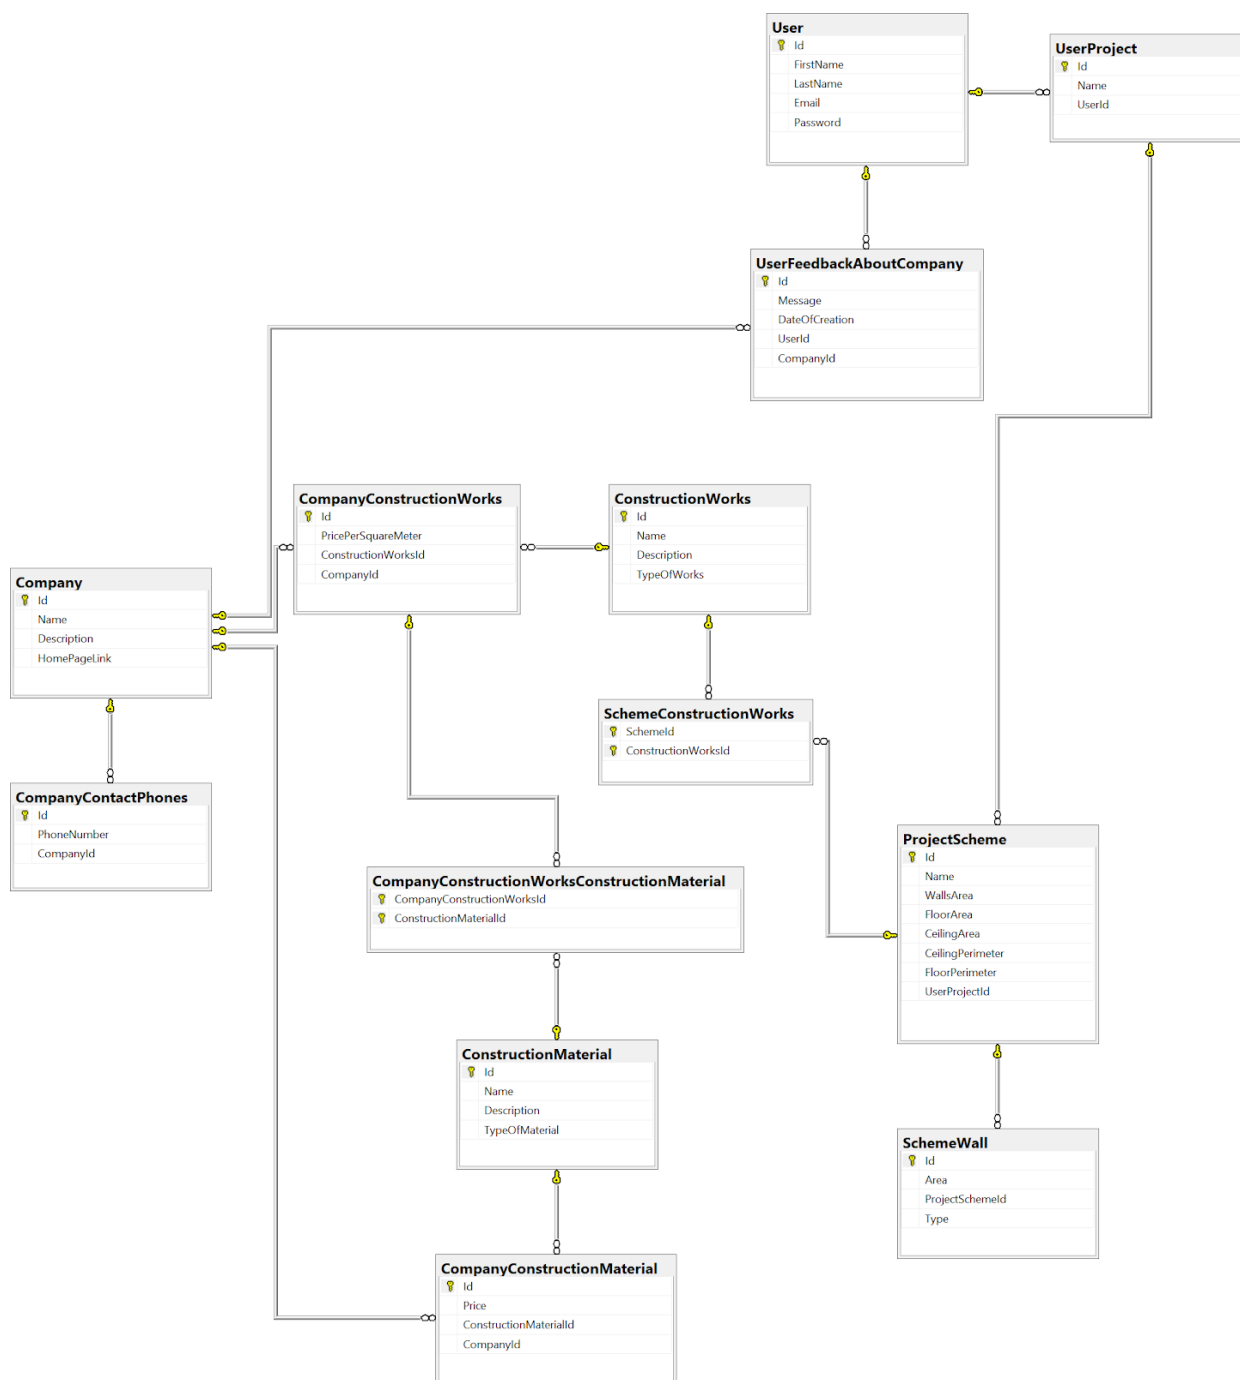 User
Id
FirstName
LastName
Email
Password
UserProject
Id
Name
UserId
UserFeedbackAboutCompany
Id
Message
DateOfCreation
UserId
CompanyId
CompanyConstructionWorks
Id
PricePerSquareMeter
ConstructionWorksId
CompanyId
ConstructionWorks
Id
Name
Description
TypeOfWorks
Company
Id
Name
Description
HomePageLink
SchemeConstructionWorks
SchemeId
ConstructionWorksId
CompanyContactPhones
Id
PhoneNumber
CompanyId
ProjectScheme
Id
Name
WallsArea
FloorArea
CeilingArea
CeilingPerimeter
FloorPerimeter
UserProjectId
CompanyConstructionWorksConstructionMaterial
CompanyConstructionWorksId
ConstructionMaterialId
ConstructionMaterial
Id
Name
Description
TypeOfMaterial
SchemeWall
Id
Area
ProjectSchemeId
Type
CompanyConstructionMaterial
Id
Price
ConstructionMaterialId
CompanyId